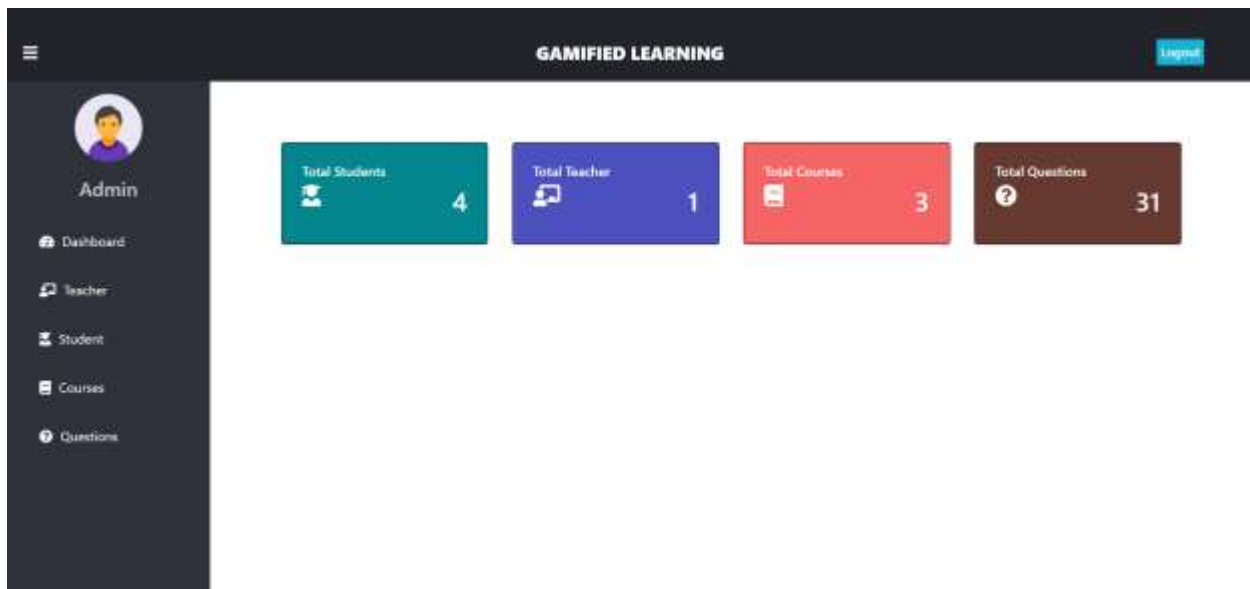 GAMIFIED LEARNING
Logout
Admin
Dashboard
Teacher
Student
Courses
Questions
Total Students
4
Total Teacher
1
Total Courses
3
Total Questions
31